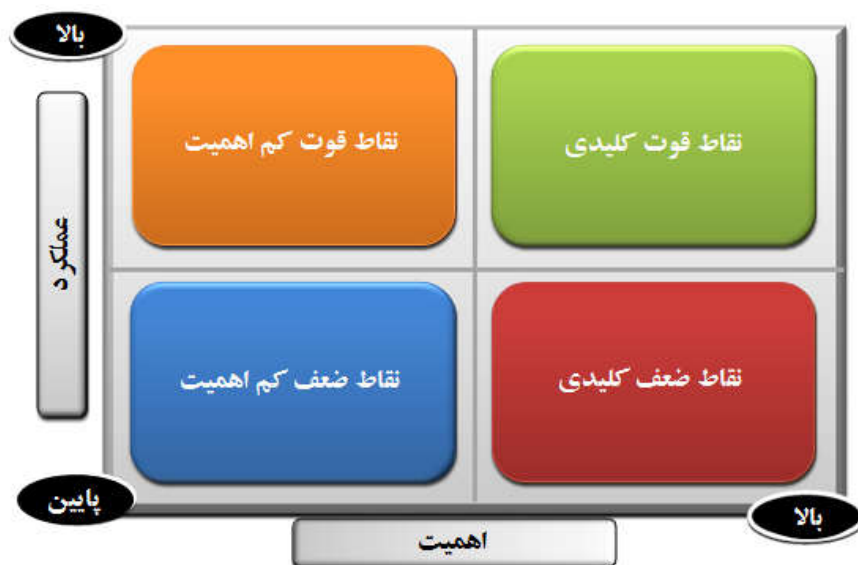 بالا
نقاط قوت کلیدی
نقاط قوت کم اهمیت
عملکرد
نقاط ضعف کلیدی
نقاط ضعف کم اهمیت
پایین
بالا
اهمیت